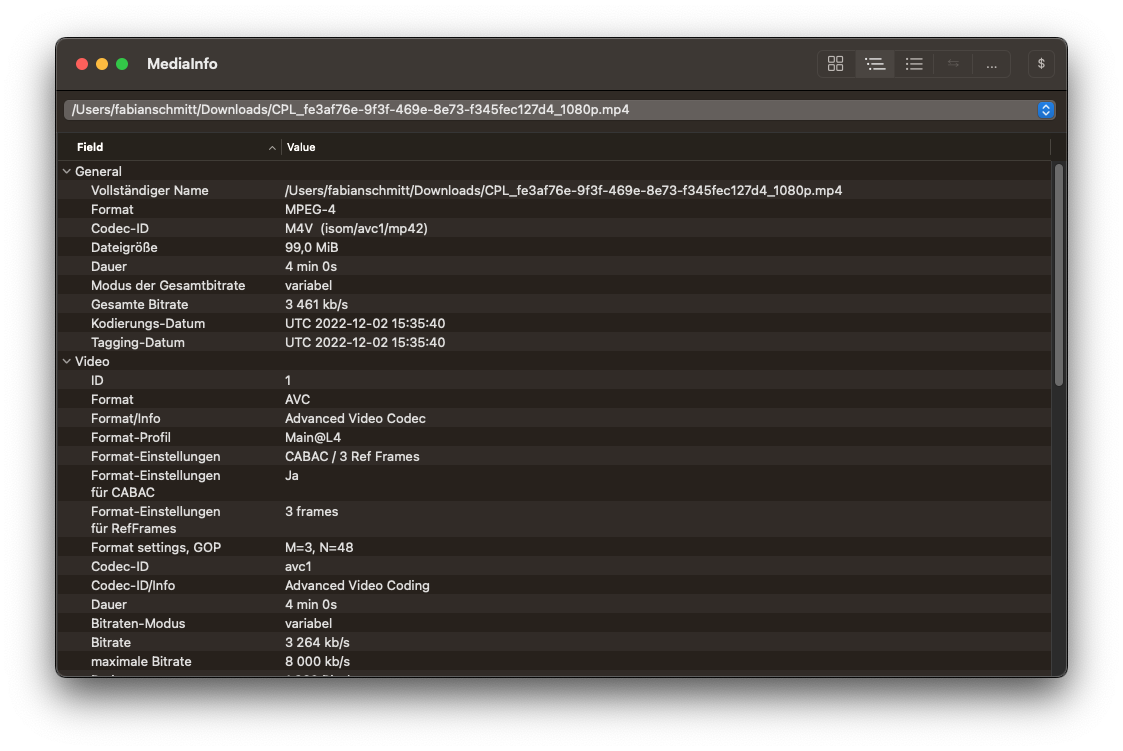 MediaInfo
...
$
/Users/fabianschmitt/Downloads/CPL_fe3af76e-9f3f-469e-8e73-f345fec127d4_1080p.mp4
Field Value
General
Vollständiger Name /Users/fabianschmitt/Downloads/CPL_fe3af76e-9f3f-469e-8e73-f345fec127d4_1080p.mp4
Format MPEG-4
Codec-ID M4V (isom/avc1/mp42)
Dateigröße 99,0 MiB
Dauer 4 min 0s
Modus der Gesamtbitrate variabel
Gesamte Bitrate 3 461 kb/s
Kodierungs-Datum UTC 2022-12-02 15:35:40
Tagging-Datum UTC 2022-12-02 15:35:40
Video
ID 1
Format AVC
Format/Info Advanced Video Codec
Format-Profil Main@L4
Format-Einstellungen CABAC / 3 Ref Frames
Format-Einstellungen Ja
für CABAC
Format-Einstellungen 3 frames
für RefFrames
Format settings, GOP M=3, N=48
Codec-ID avc1
Codec-ID/Info Advanced Video Coding
Dauer 4 min 0s
Bitraten-Modus variabel
Bitrate 3 264 kb/s
maximale Bitrate 8 000 kb/s